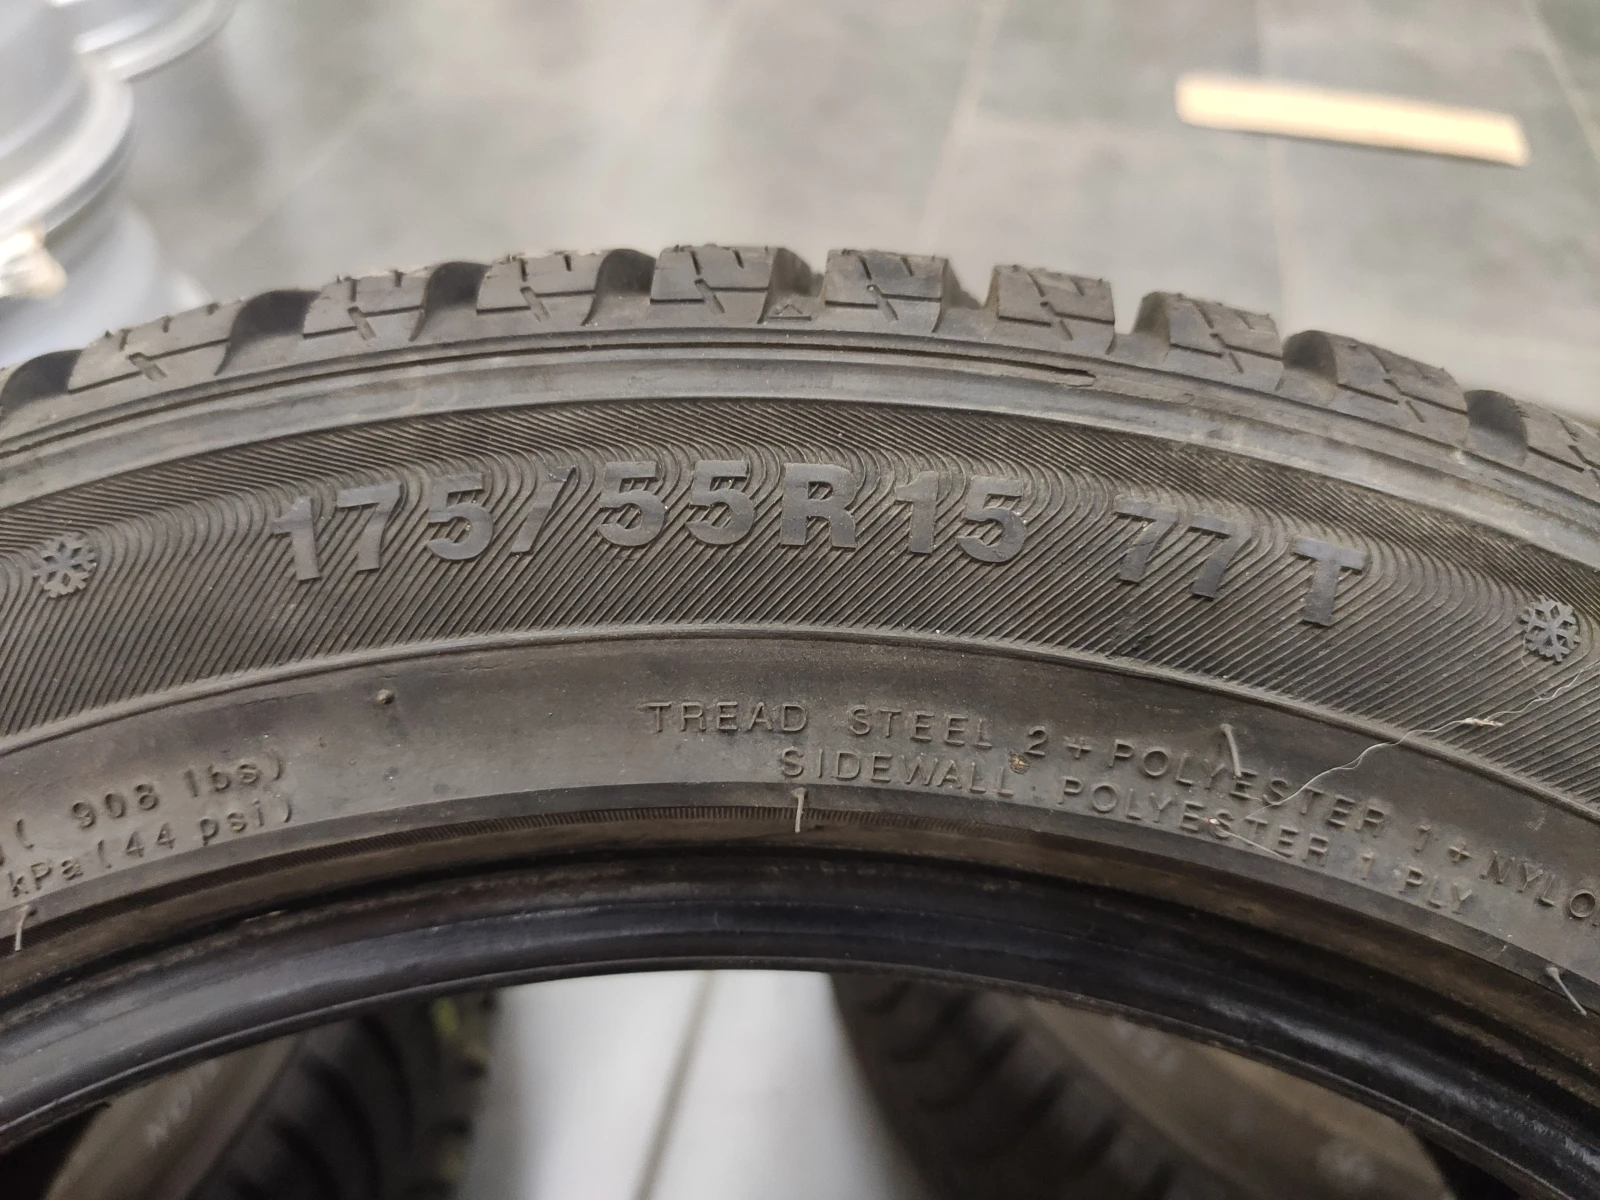 175/55R15 77T
908 lbs)
kPa (44 psi)
TREAD STEEL 2 + POLYESTER 1 + NYLO
SIDEWALL POLYESTER 1 PLY